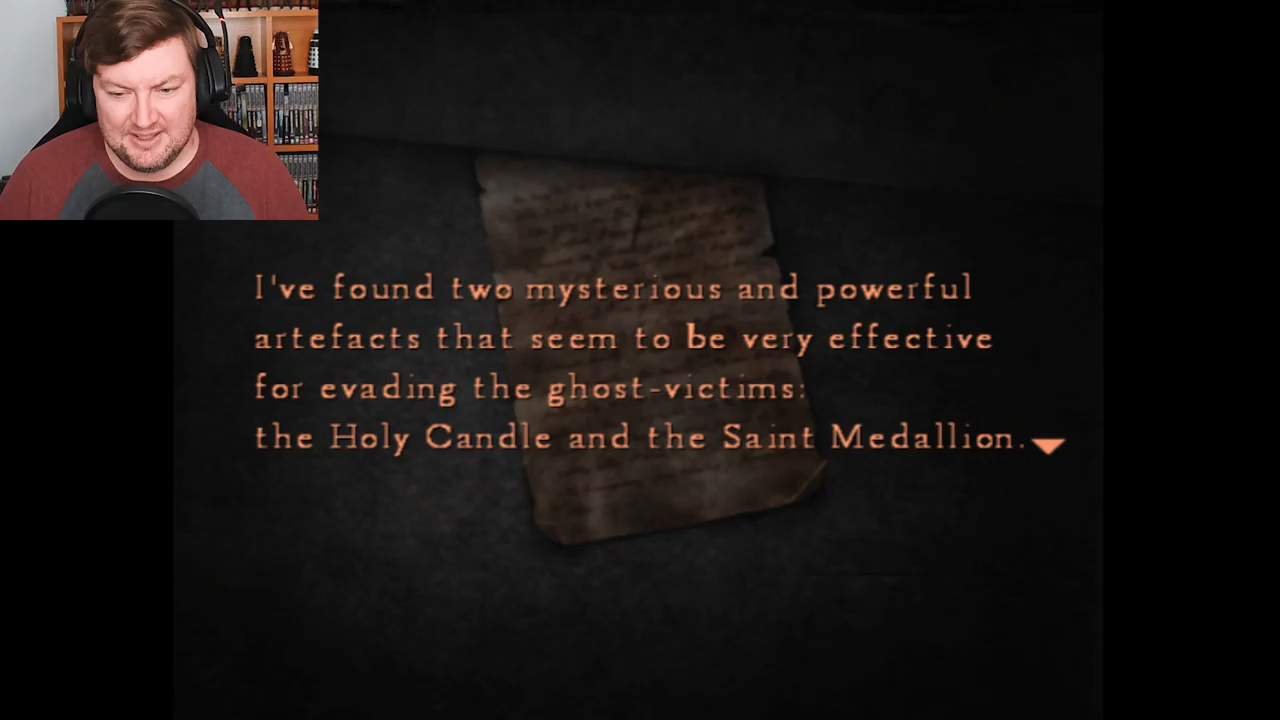 I've found two mysterious and powerful
artefacts that seem to be very effective
for evading the ghost-victims:
the Holy Candle and the Saint Medallion.